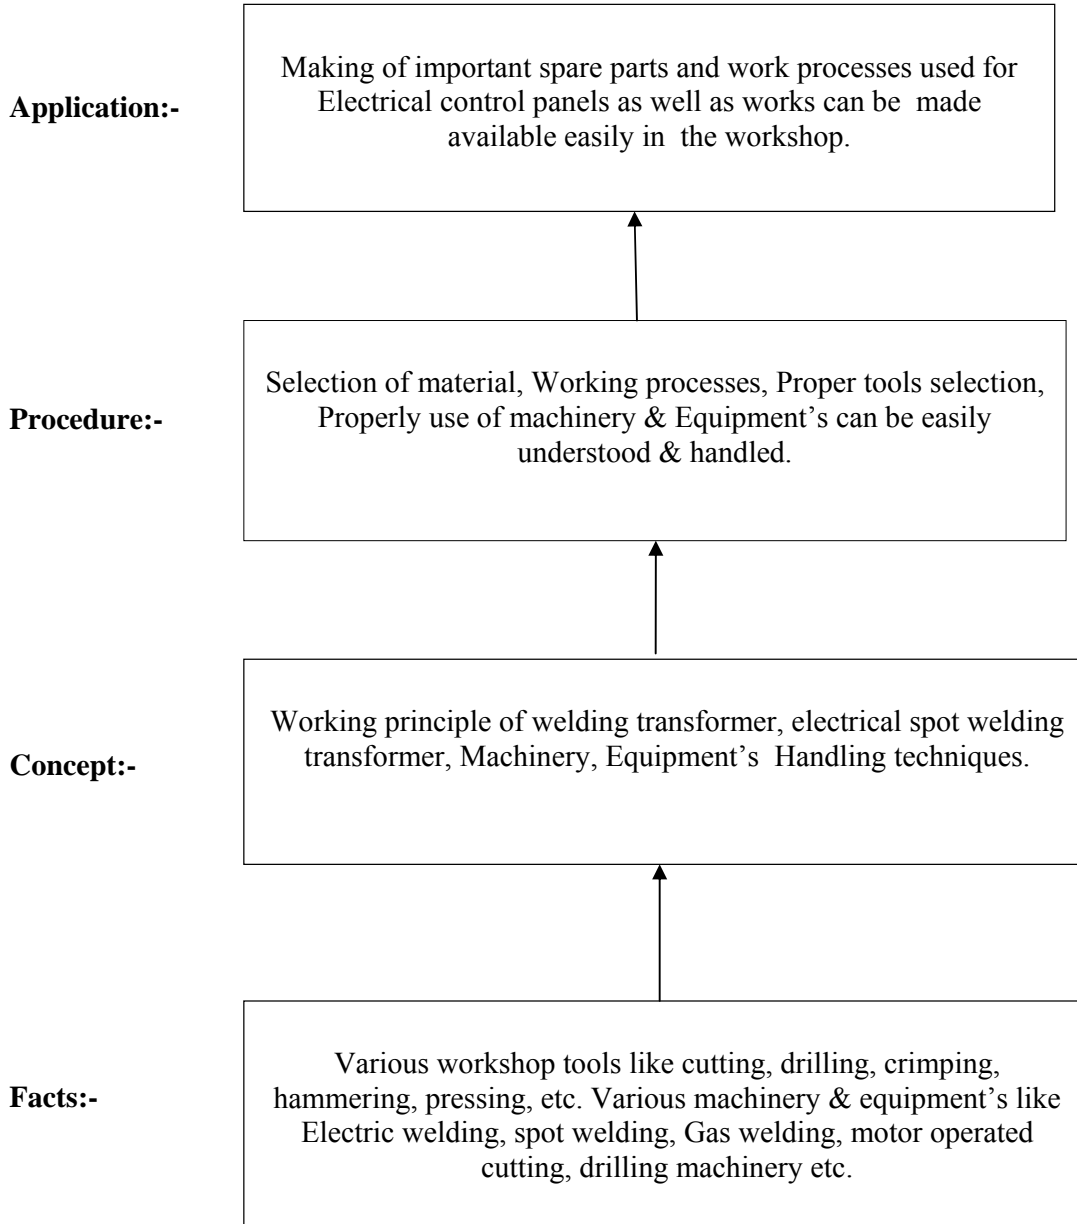 Making of important spare parts and work processes used for
Application:- Electrical control panels as well as works can be made
available easily in the workshop.
Selection of material, Working processes, Proper tools selection,
Procedure:- Properly use of machinery & Equipment’s can be easily
understood & handled.
Working principle of welding transformer, electrical spot welding
transformer, Machinery, Equipment’s Handling techniques.
Concept:-
Various workshop tools like cutting, drilling, crimping,
Facts:- hammering, pressing, etc. Various machinery & equipment’s like
Electric welding, spot welding, Gas welding, motor operated
cutting, drilling machinery etc.